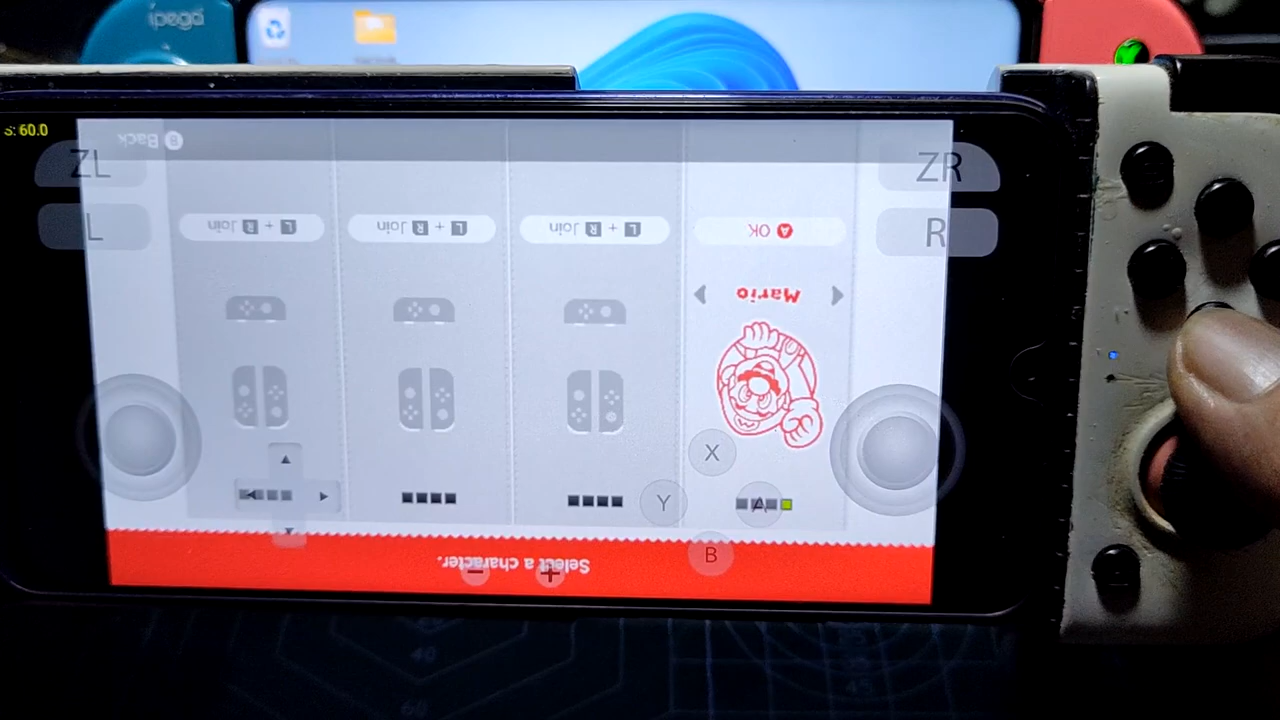 ipega
S: 60.0
ZL
ZR
L
R
B Back
L + R Join
L + R Join
L + R Join
A OK
Mario
X
Y
A
B
Select a character.
- +